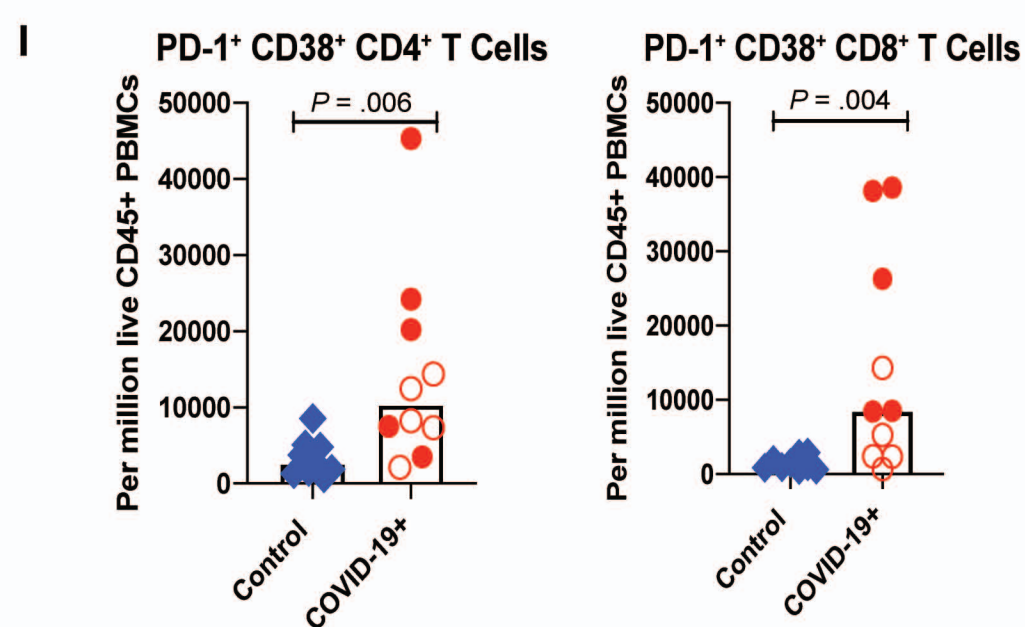 I
PD-1⁺ CD38⁺ CD4⁺ T Cells
Per million live CD45+ PBMCs
50000
40000
30000
20000
10000
0
P = .006
Control
COVID-19+
PD-1⁺ CD38⁺ CD8⁺ T Cells
Per million live CD45+ PBMCs
50000
40000
30000
20000
10000
0
P = .004
Control
COVID-19+